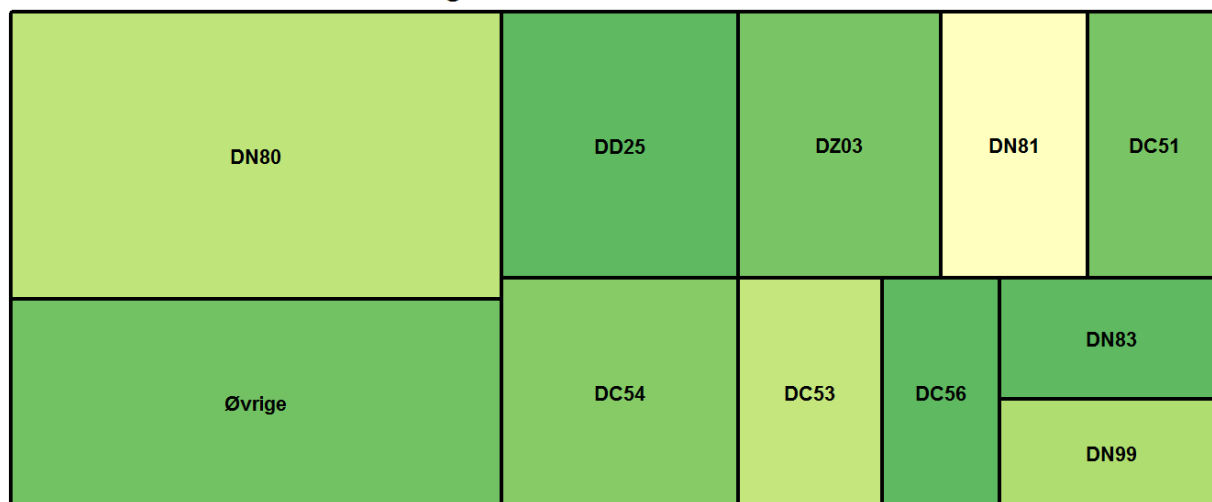 DN80
DD25
DZ03
DN81
DC51
Øvrige
DC54
DC53
DC56
DN83
DN99